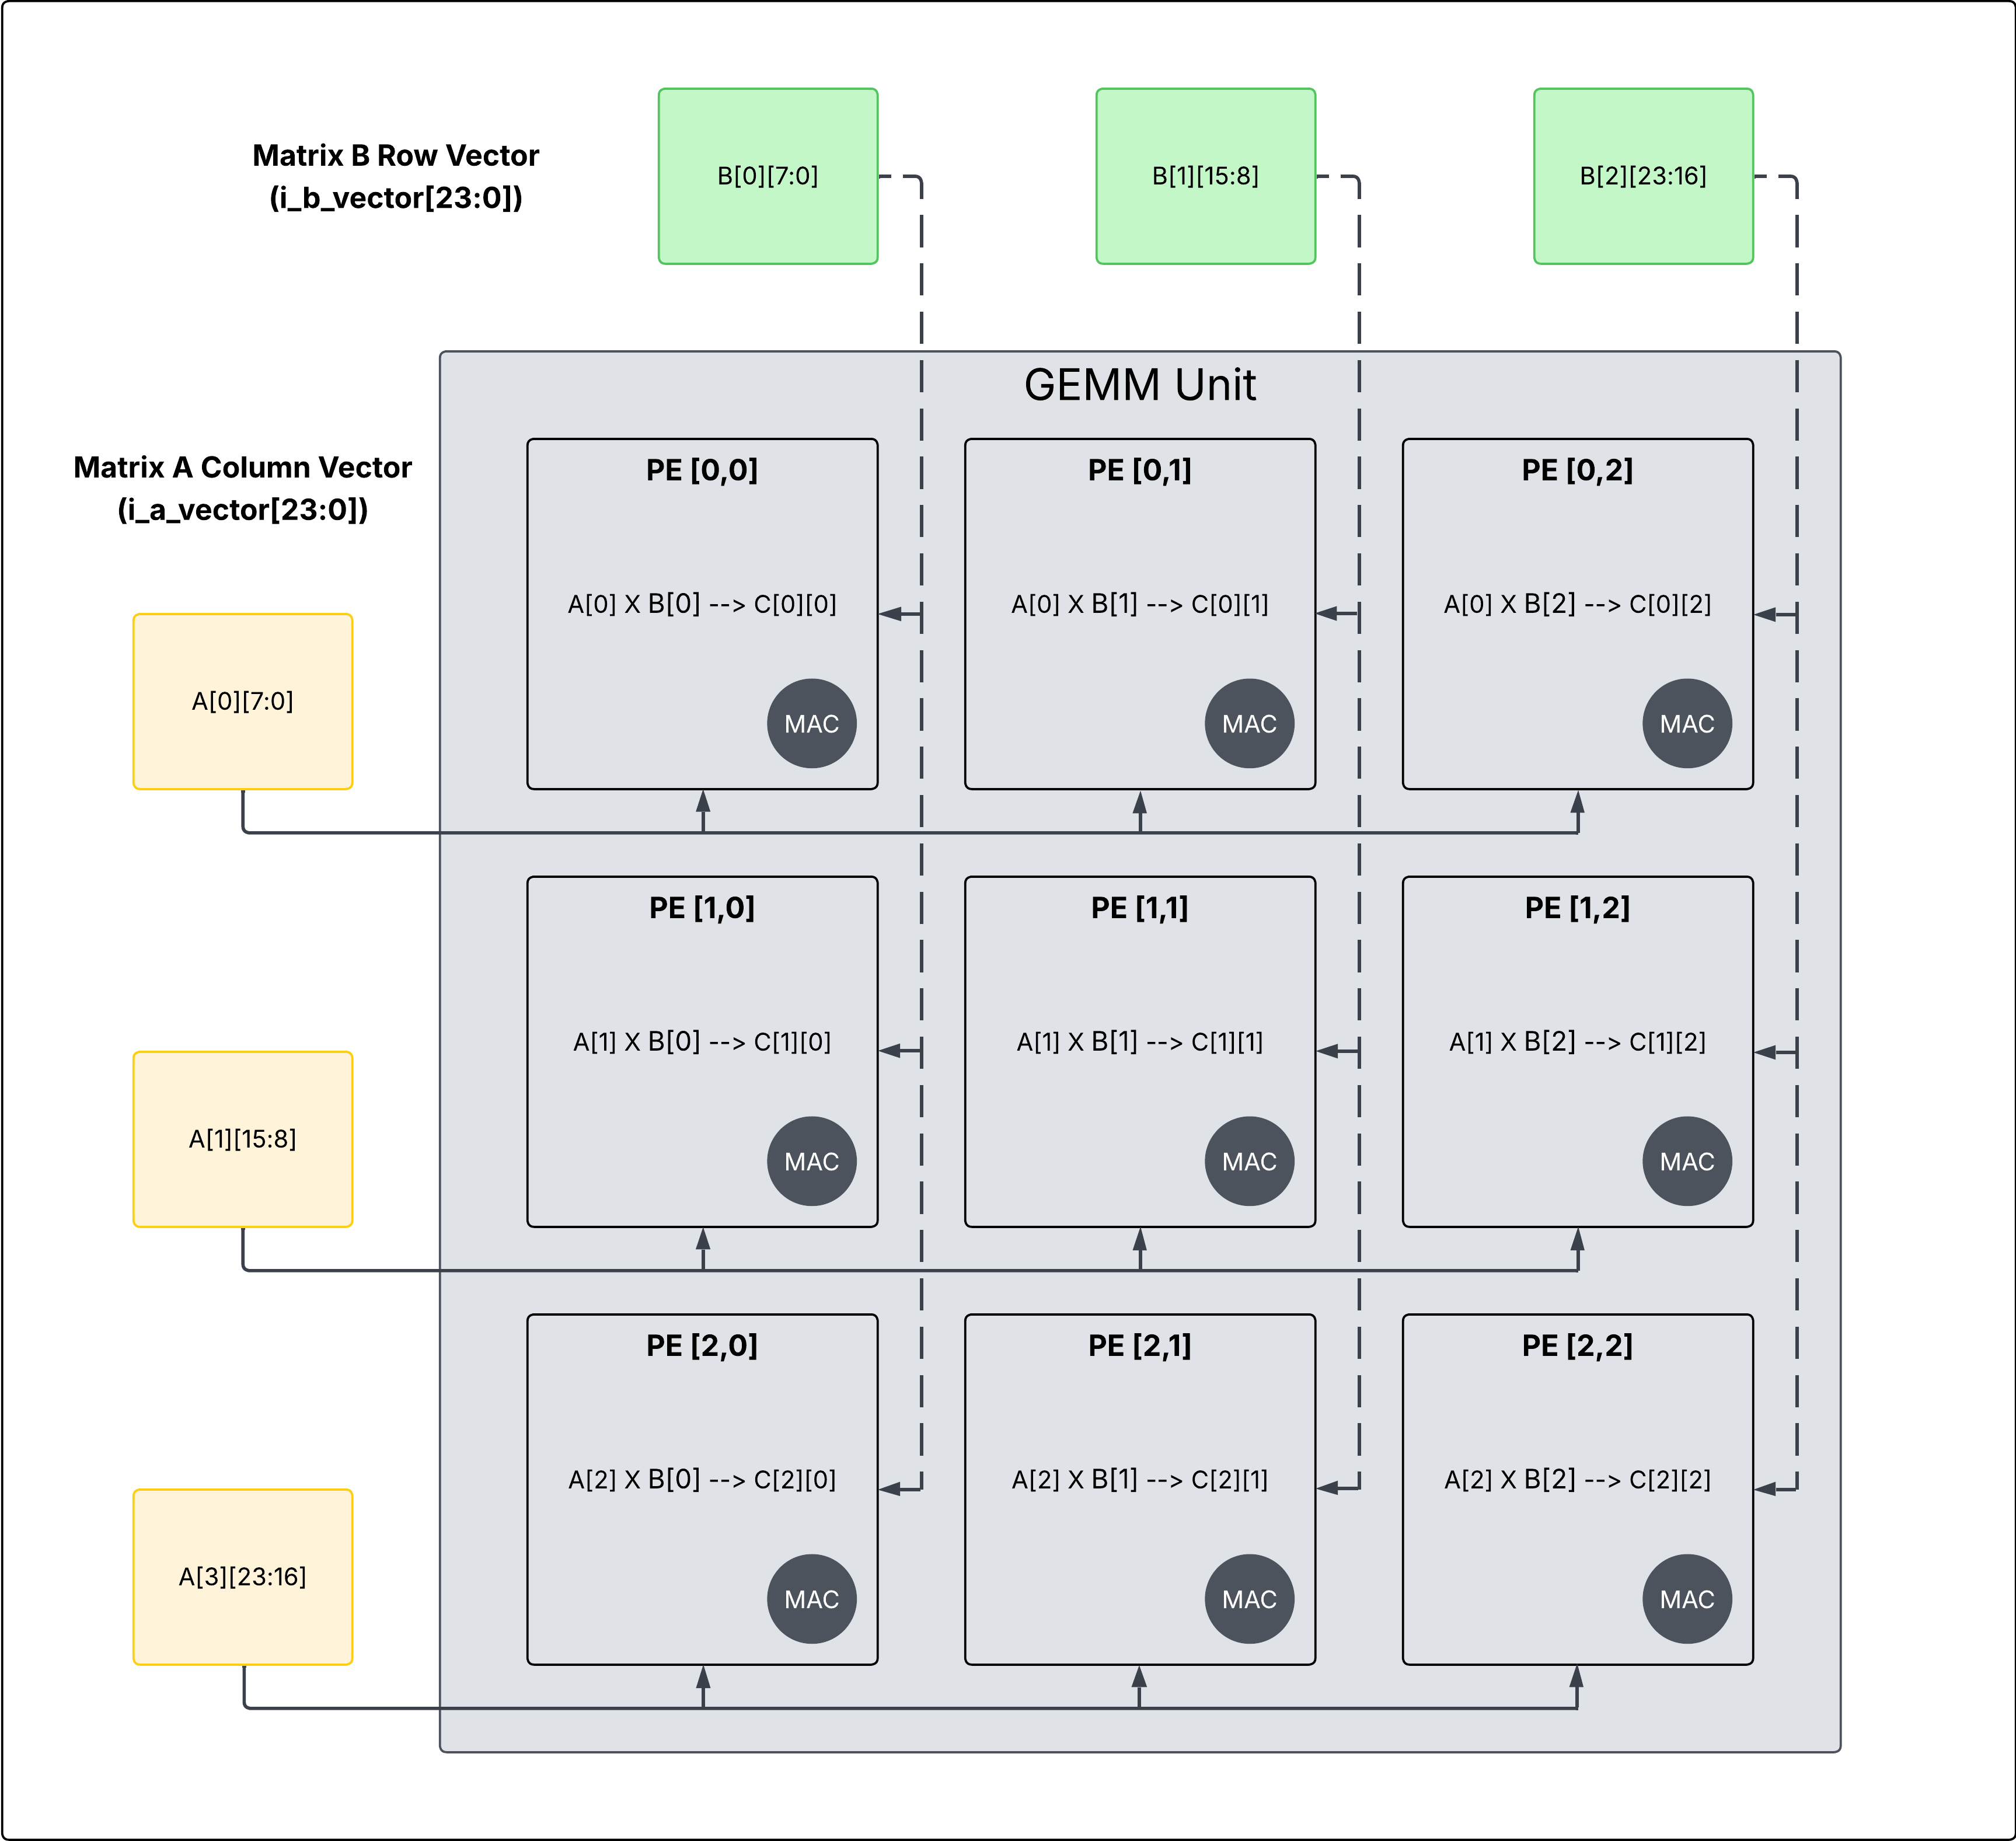 Matrix B Row Vector
(i_b_vector[23:0])
B[0][7:0]
B[1][15:8]
B[2][23:16]
GEMM Unit
Matrix A Column Vector
(i_a_vector[23:0])
PE [0,0]
PE [0,1]
PE [0,2]
A[0] X B[0] --> C[0][0]
A[0] X B[1] --> C[0][1]
A[0] X B[2] --> C[0][2]
A[0][7:0]
MAC
MAC
MAC
PE [1,0]
PE [1,1]
PE [1,2]
A[1] X B[0] --> C[1][0]
A[1] X B[1] --> C[1][1]
A[1] X B[2] --> C[1][2]
A[1][15:8]
MAC
MAC
MAC
PE [2,0]
PE [2,1]
PE [2,2]
A[2] X B[0] --> C[2][0]
A[2] X B[1] --> C[2][1]
A[2] X B[2] --> C[2][2]
A[3][23:16]
MAC
MAC
MAC